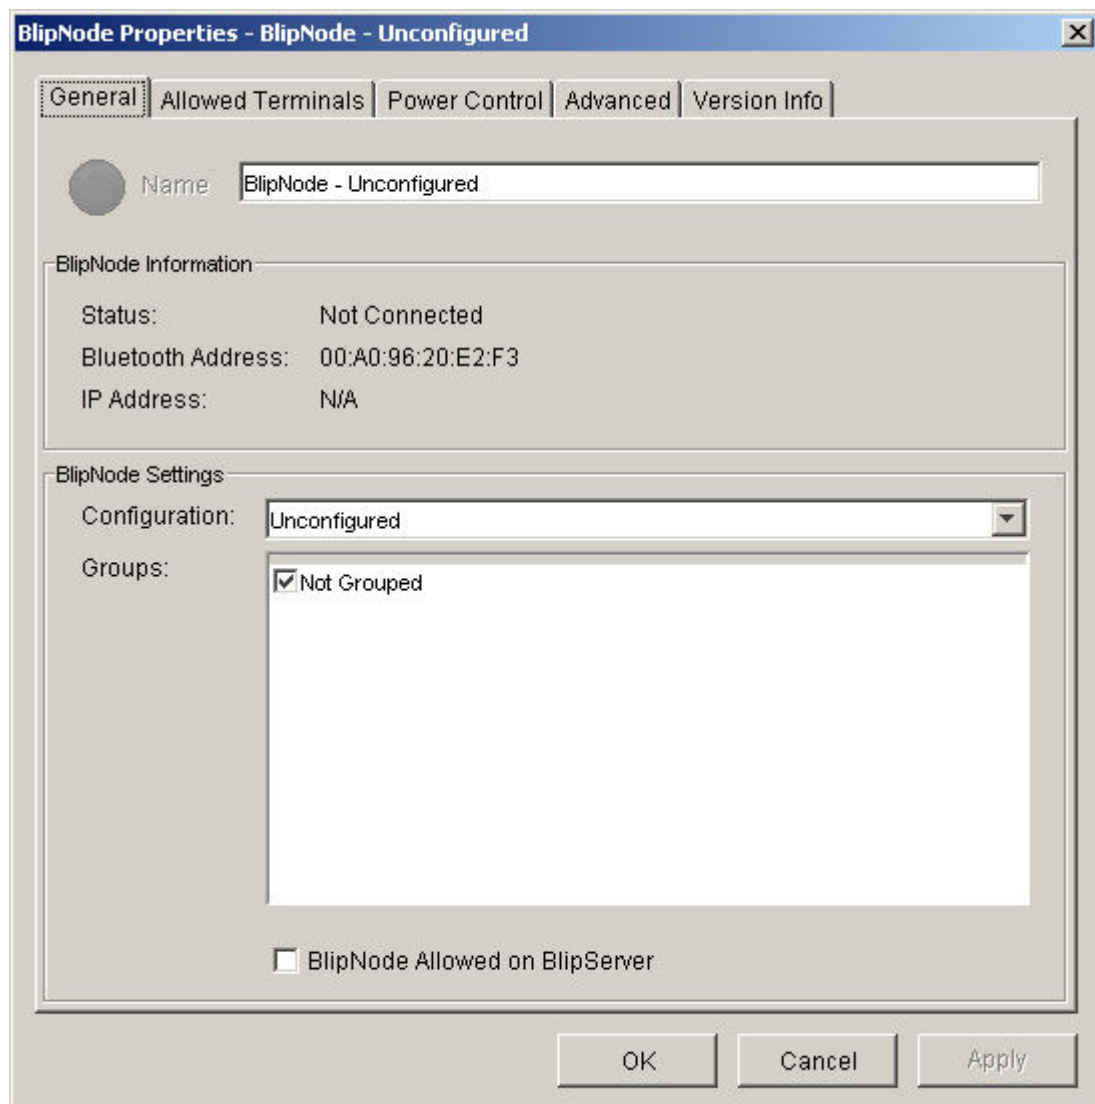 BlipNode Properties - BlipNode - Unconfigured
General Allowed Terminals Power Control Advanced Version Info
Name BlipNode - Unconfigured
BlipNode Information
Status: Not Connected
Bluetooth Address: 00:A0:96:20:E2:F3
IP Address: N/A
BlipNode Settings
Configuration: Unconfigured
Groups: Not Grouped
BlipNode Allowed on BlipServer
OK Cancel Apply